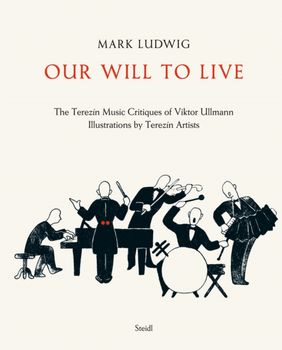 MARK LUDWIG
OUR WILL TO LIVE
The Terezín Music Critiques of Viktor Ullmann
Illustrations by Terezín Artists
Steidl